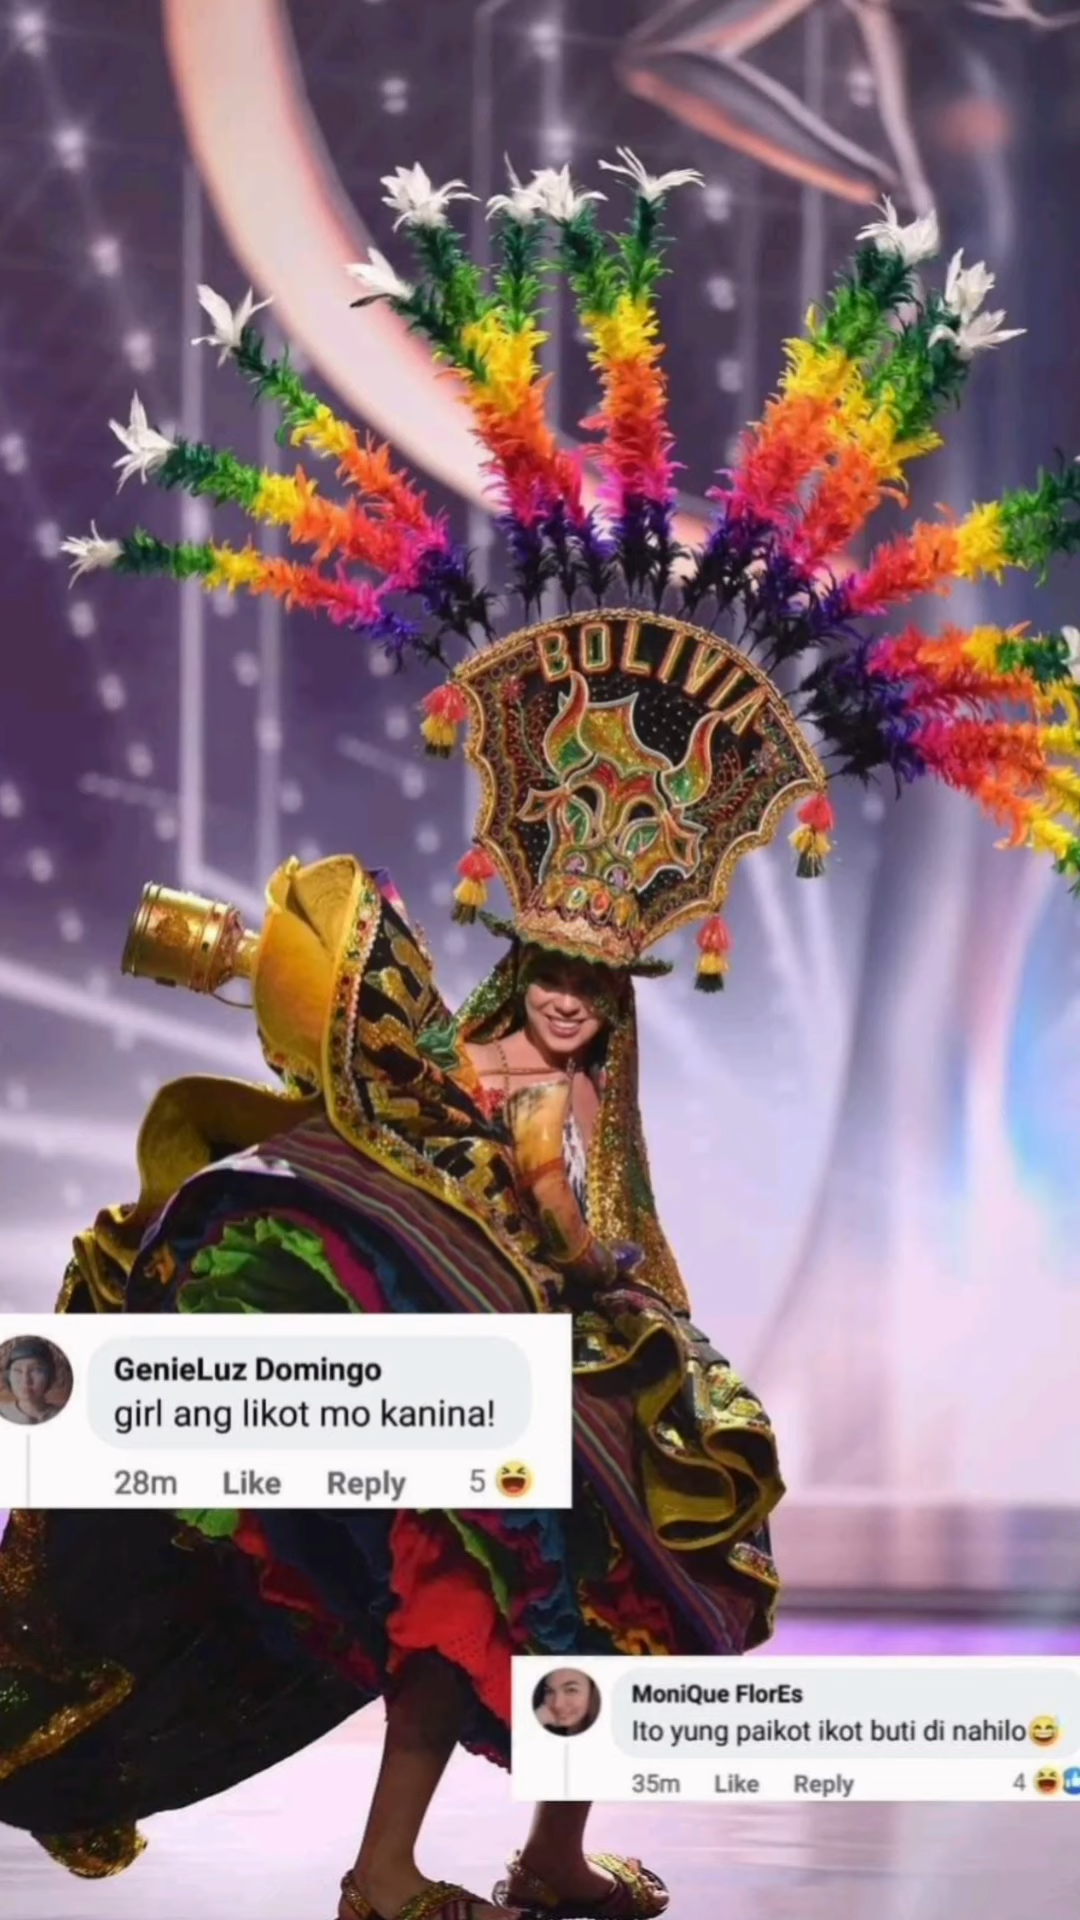 BOLIVIA
GenieLuz Domingo
girl ang likot mo kanina!
28m Like Reply 5 😆
MoniQue FlorEs
Ito yung paikot ikot buti di nahilo😅
35m Like Reply 4 😆👍